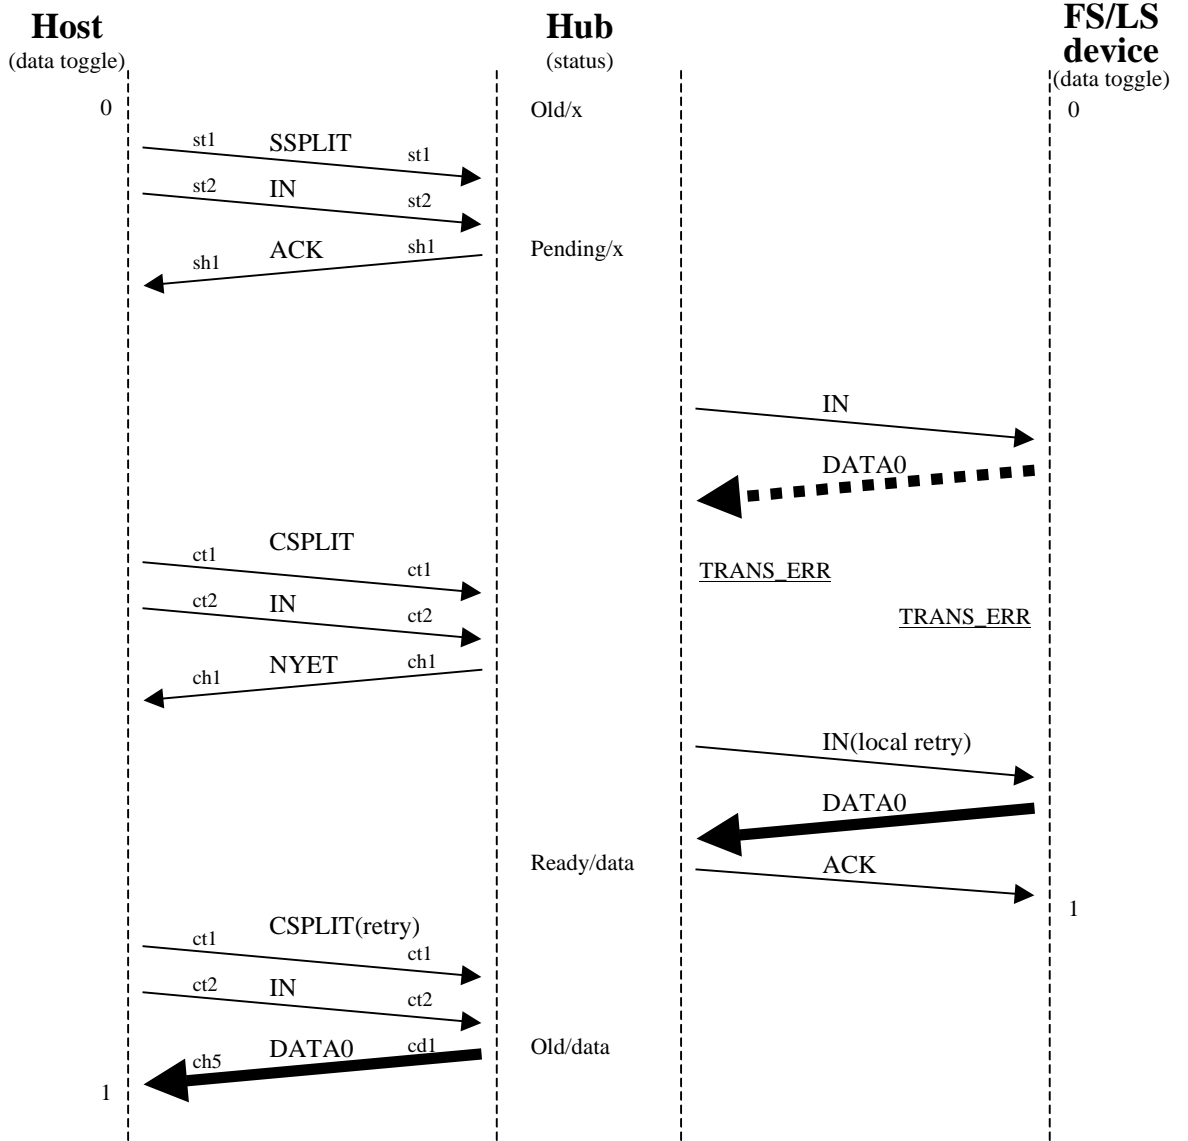 Host
(data toggle)
Hub
(status)
FS/LS
device
(data toggle)
0
Old/x
0
st1
SSPLIT
st1
st2
IN
st2
sh1
ACK
sh1
Pending/x
IN
DATA0
ct1
CSPLIT
ct1
TRANS_ERR
ct2
IN
ct2
TRANS_ERR
ch1
NYET
ch1
IN(local retry)
DATA0
Ready/data
ACK
1
ct1
CSPLIT(retry)
ct1
ct2
IN
ct2
ch5
DATA0
cd1
Old/data
1